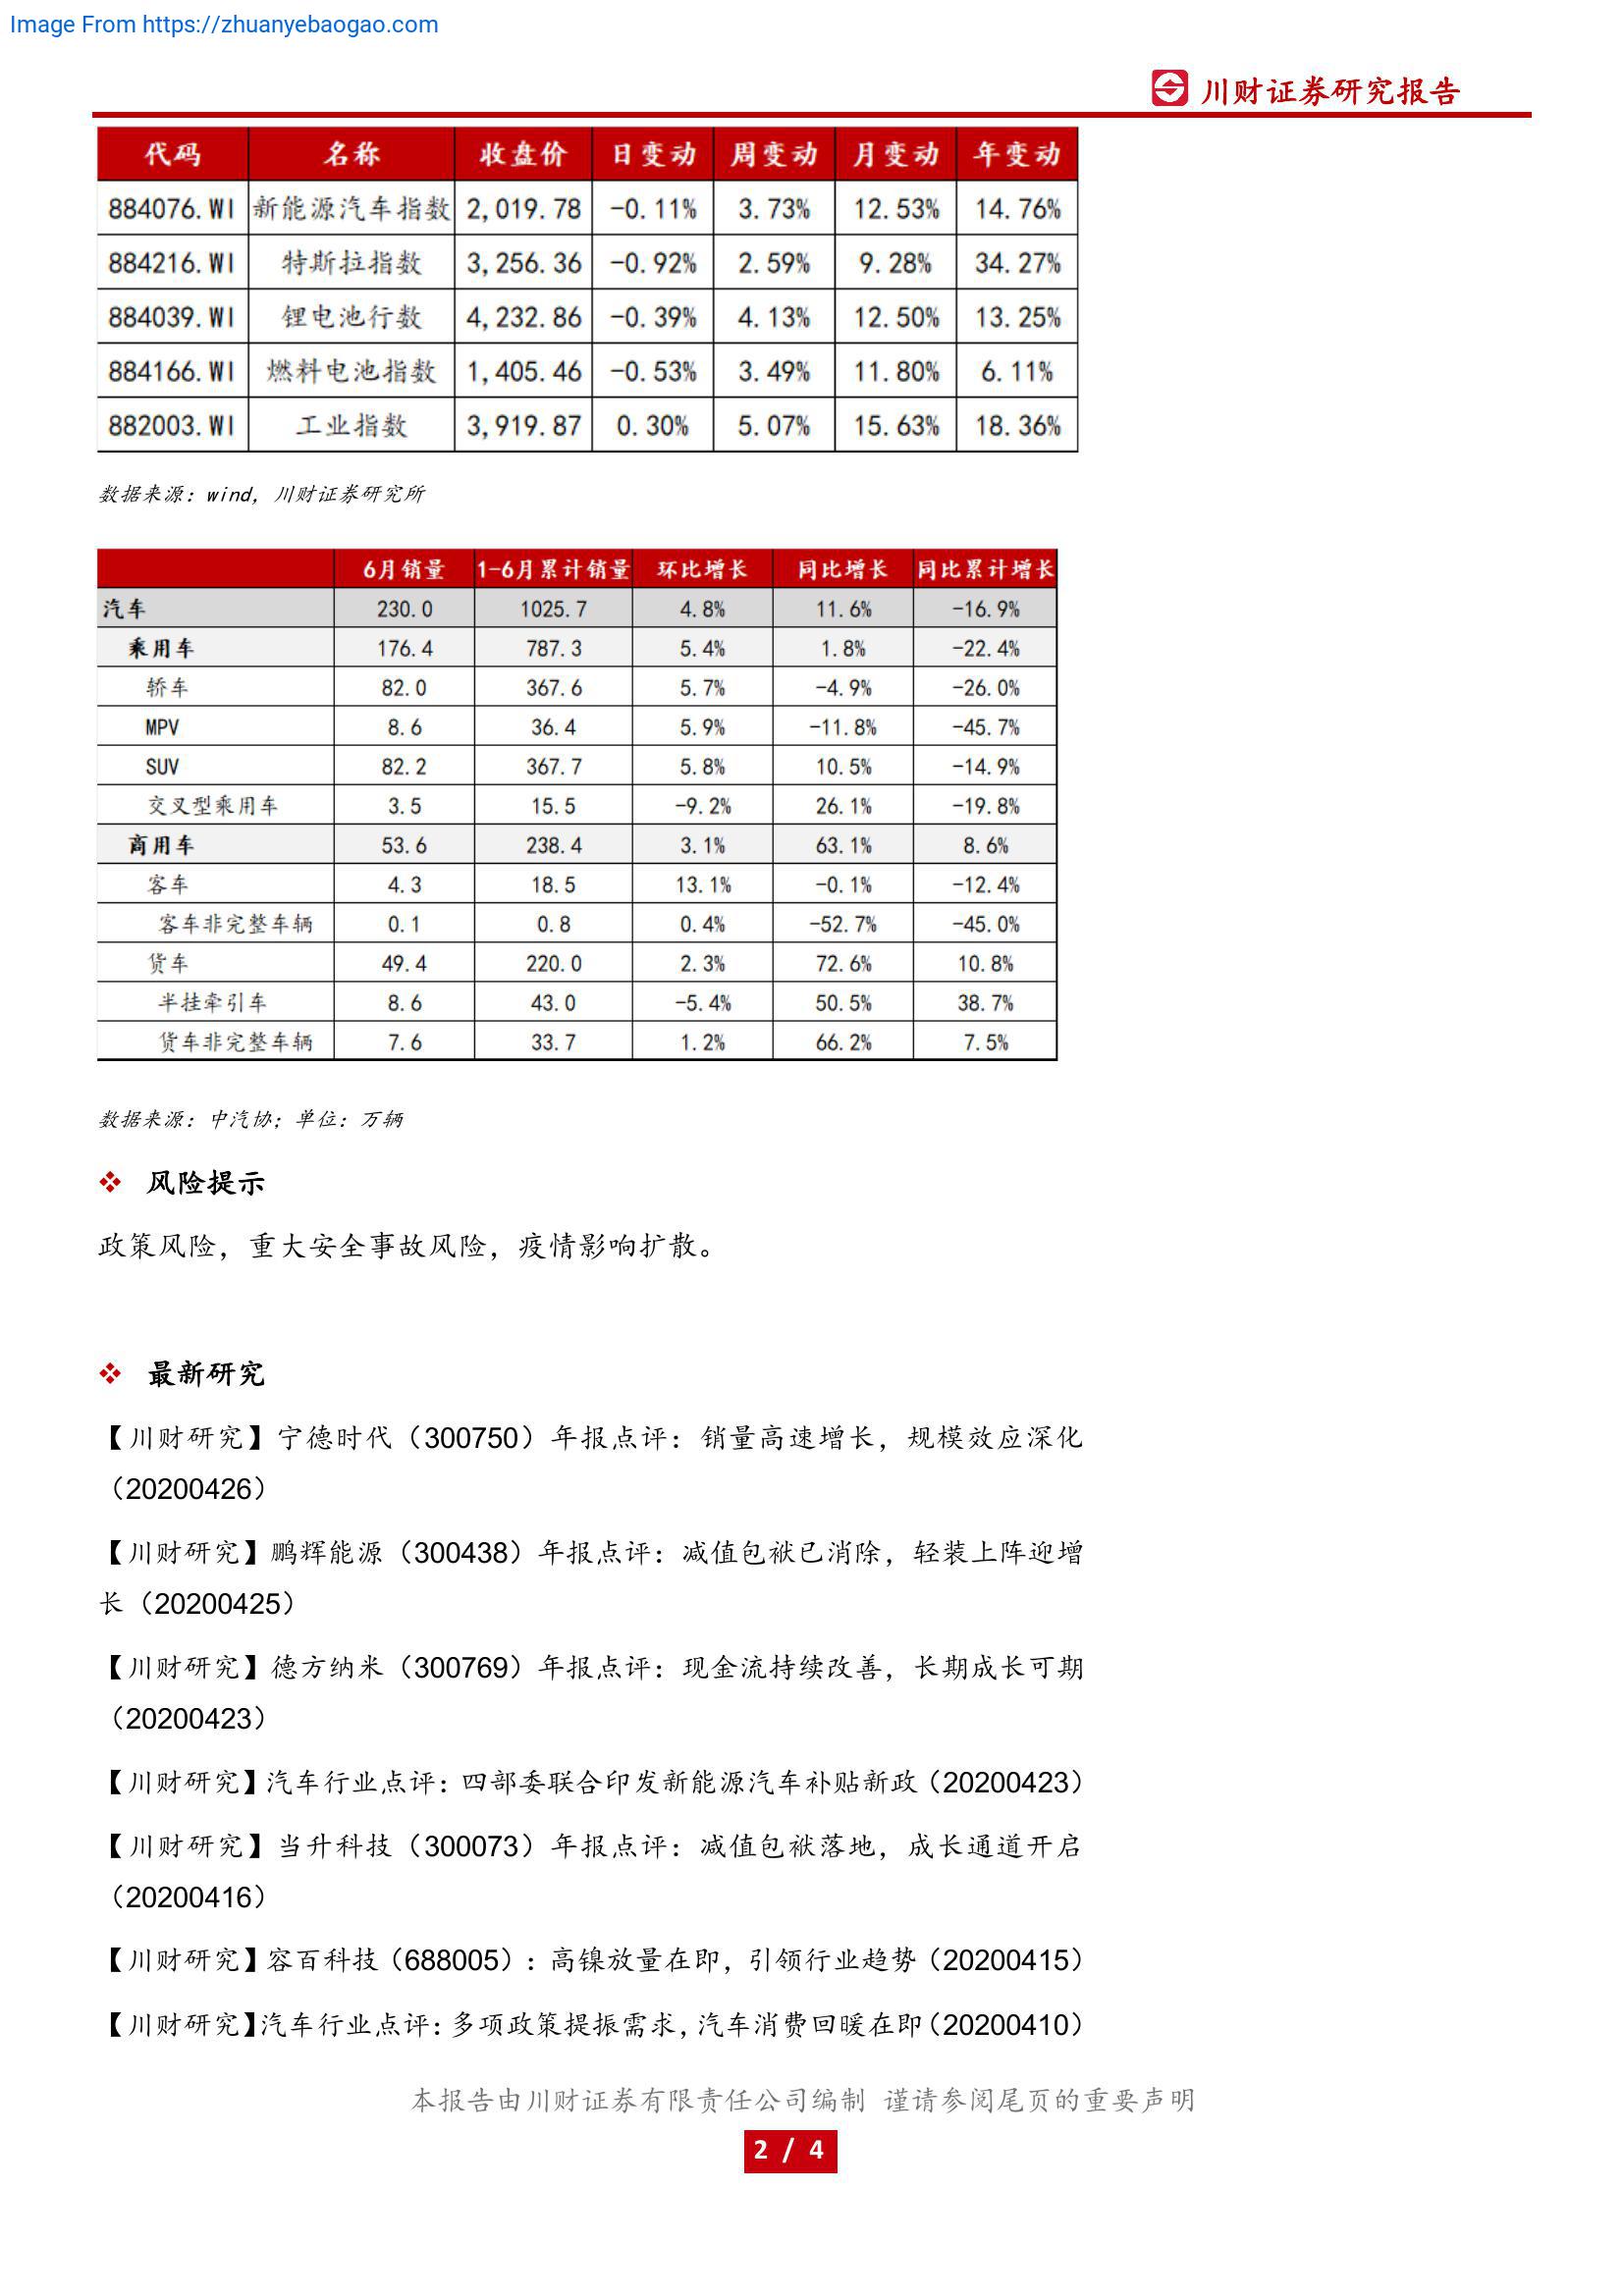 Image From https://zhuanyebaogao.com
川财证券研究报告
代码 名称 收盘价 日变动 周变动 月变动 年变动
884076.WI 新能源汽车指数 2,019.78 -0.11% 3.73% 12.53% 14.76%
884216.WI 特斯拉指数 3,256.36 -0.92% 2.59% 9.28% 34.27%
884039.WI 锂电池行数 4,232.86 -0.39% 4.13% 12.50% 13.25%
884166.WI 燃料电池指数 1,405.46 -0.53% 3.49% 11.80% 6.11%
882003.WI 工业指数 3,919.87 0.30% 5.07% 15.63% 18.36%
数据来源：wind，川财证券研究所
6月销量 1-6月累计销量 环比增长 同比增长 同比累计增长
汽车 230.0 1025.7 4.8% 11.6% -16.9%
乘用车 176.4 787.3 5.4% 1.8% -22.4%
轿车 82.0 367.6 5.7% -4.9% -26.0%
MPV 8.6 36.4 5.9% -11.8% -45.7%
SUV 82.2 367.7 5.8% 10.5% -14.9%
交叉型乘用车 3.5 15.5 -9.2% 26.1% -19.8%
商用车 53.6 238.4 3.1% 63.1% 8.6%
客车 4.3 18.5 13.1% -0.1% -12.4%
客车非完整车辆 0.1 0.8 0.4% -52.7% -45.0%
货车 49.4 220.0 2.3% 72.6% 10.8%
半挂牵引车 8.6 43.0 -5.4% 50.5% 38.7%
货车非完整车辆 7.6 33.7 1.2% 66.2% 7.5%
数据来源：中汽协；单位：万辆
❖ 风险提示
政策风险，重大安全事故风险，疫情影响扩散。
❖ 最新研究
【川财研究】宁德时代（300750）年报点评：销量高速增长，规模效应深化
（20200426）
【川财研究】鹏辉能源（300438）年报点评：减值包袱已消除，轻装上阵迎增
长（20200425）
【川财研究】德方纳米（300769）年报点评：现金流持续改善，长期成长可期
（20200423）
【川财研究】汽车行业点评：四部委联合印发新能源汽车补贴新政（20200423）
【川财研究】当升科技（300073）年报点评：减值包袱落地，成长通道开启
（20200416）
【川财研究】容百科技（688005）：高镍放量在即，引领行业趋势（20200415）
【川财研究】汽车行业点评：多项政策提振需求，汽车消费回暖在即（20200410）
本报告由川财证券有限责任公司编制 谨请参阅尾页的重要声明
2 / 4